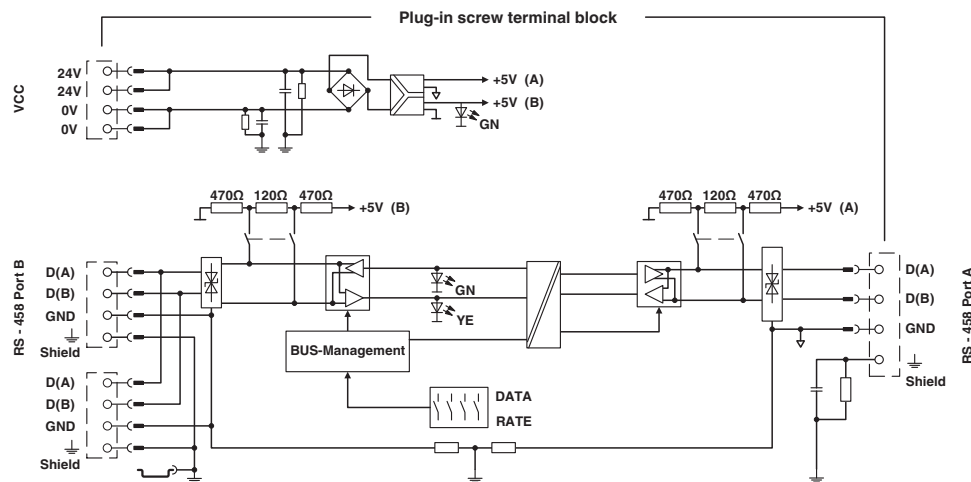 Plug-in screw terminal block
VCC
24V
24V
0V
0V
+5V (A)
+5V (B)
GN
470Ω 120Ω 470Ω
+5V (B)
470Ω 120Ω 470Ω
+5V (A)
RS - 458 Port B
D(A)
D(B)
GND
Shield
D(A)
D(B)
GND
Shield
GN
YE
BUS-Management
DATA
RATE
D(A)
D(B)
GND
Shield
RS - 458 Port A